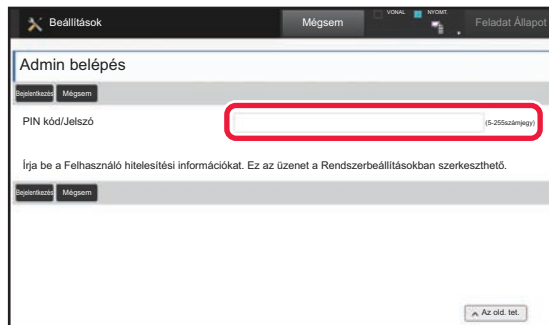 Beállítások
Mégsem
VONAL
NYOMT.
Feladat Állapot
Admin belépés
Bejelentkezés
Mégsem
PIN kód/Jelszó
(5-255számjegy)
Írja be a Felhasználó hitelesítési információkat. Ez az üzenet a Rendszerbeállításokban szerkeszthető.
Bejelentkezés
Mégsem
Az old. tet.